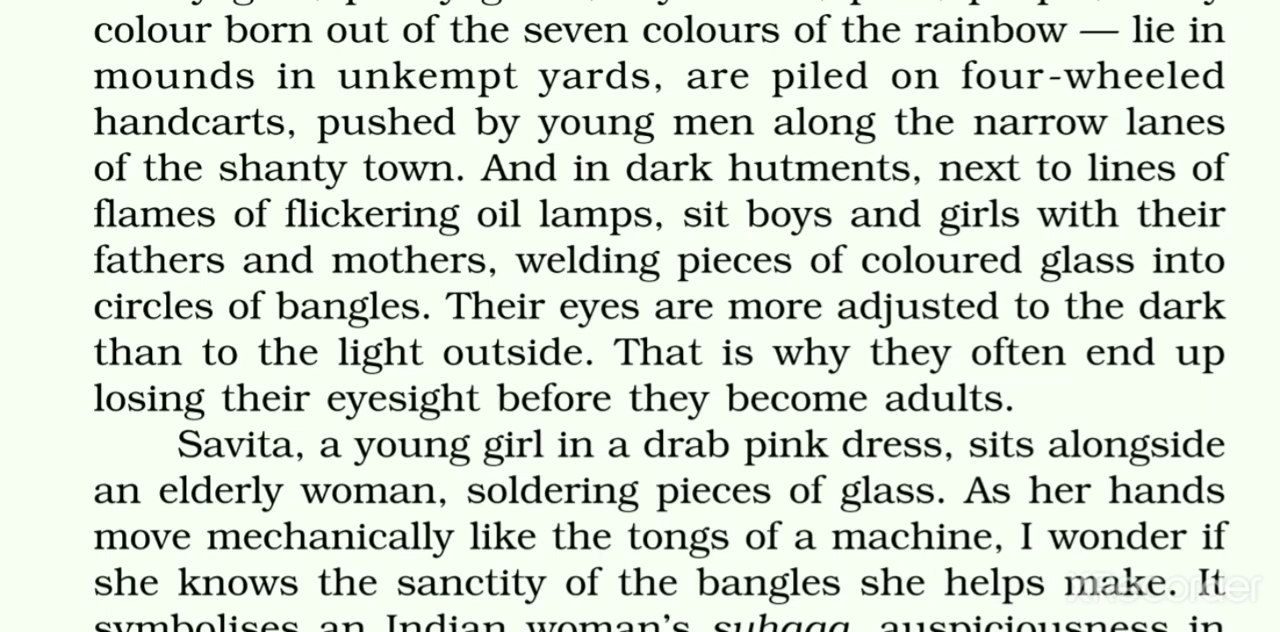 colour born out of the seven colours of the rainbow — lie in
mounds in unkempt yards, are piled on four-wheeled
handcarts, pushed by young men along the narrow lanes
of the shanty town. And in dark hutments, next to lines of
flames of flickering oil lamps, sit boys and girls with their
fathers and mothers, welding pieces of coloured glass into
circles of bangles. Their eyes are more adjusted to the dark
than to the light outside. That is why they often end up
losing their eyesight before they become adults.
Savita, a young girl in a drab pink dress, sits alongside
an elderly woman, soldering pieces of glass. As her hands
move mechanically like the tongs of a machine, I wonder if
she knows the sanctity of the bangles she helps make. It
XRecorder
symbolises an Indian woman's suhaag, auspiciousness in